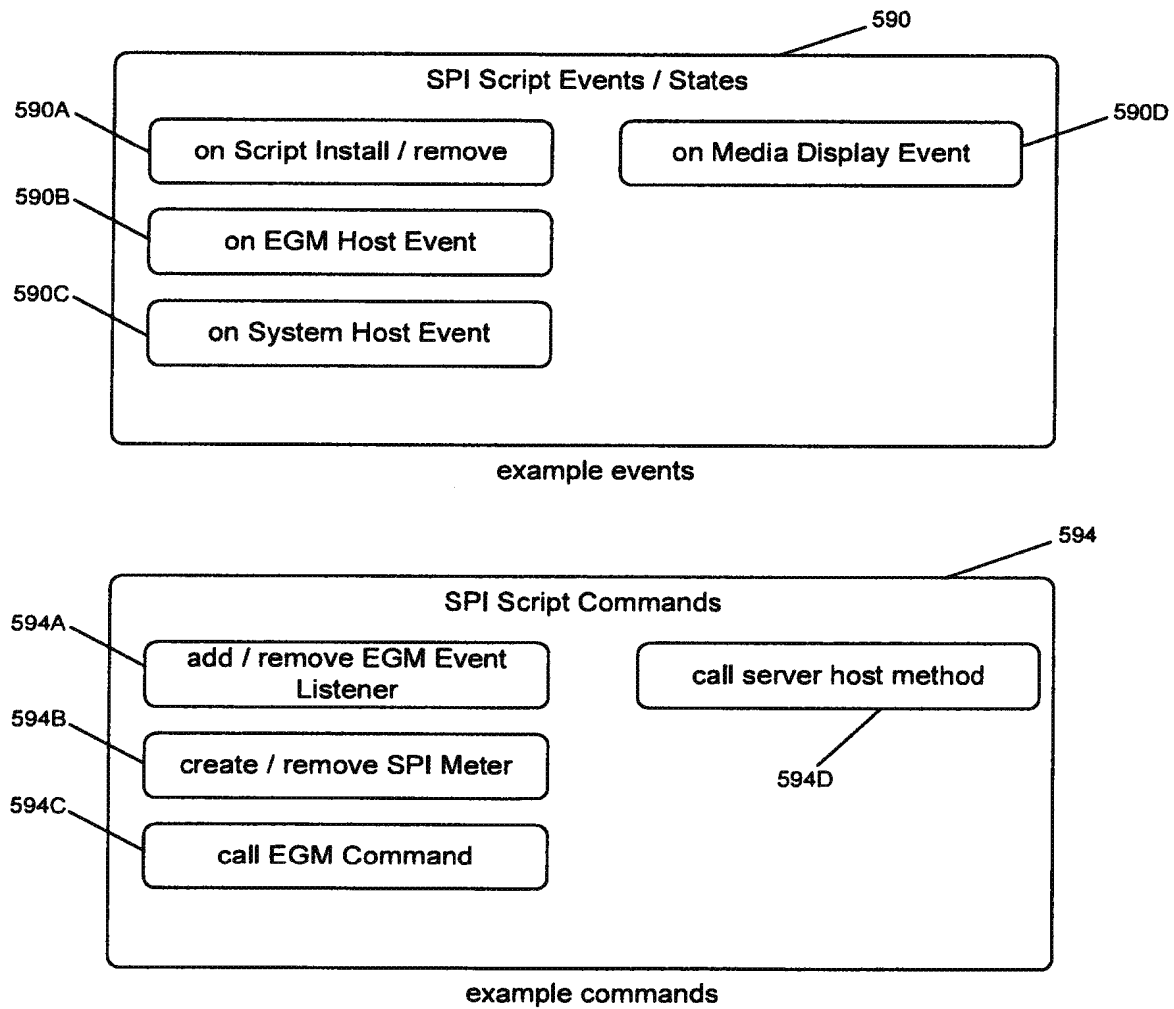 590
SPI Script Events / States
590A
590D
on Script Install / remove
on Media Display Event
590B
on EGM Host Event
590C
on System Host Event
example events
594
SPI Script Commands
594A
add / remove EGM Event
Listener
call server host method
594B
create / remove SPI Meter
594D
594C
call EGM Command
example commands